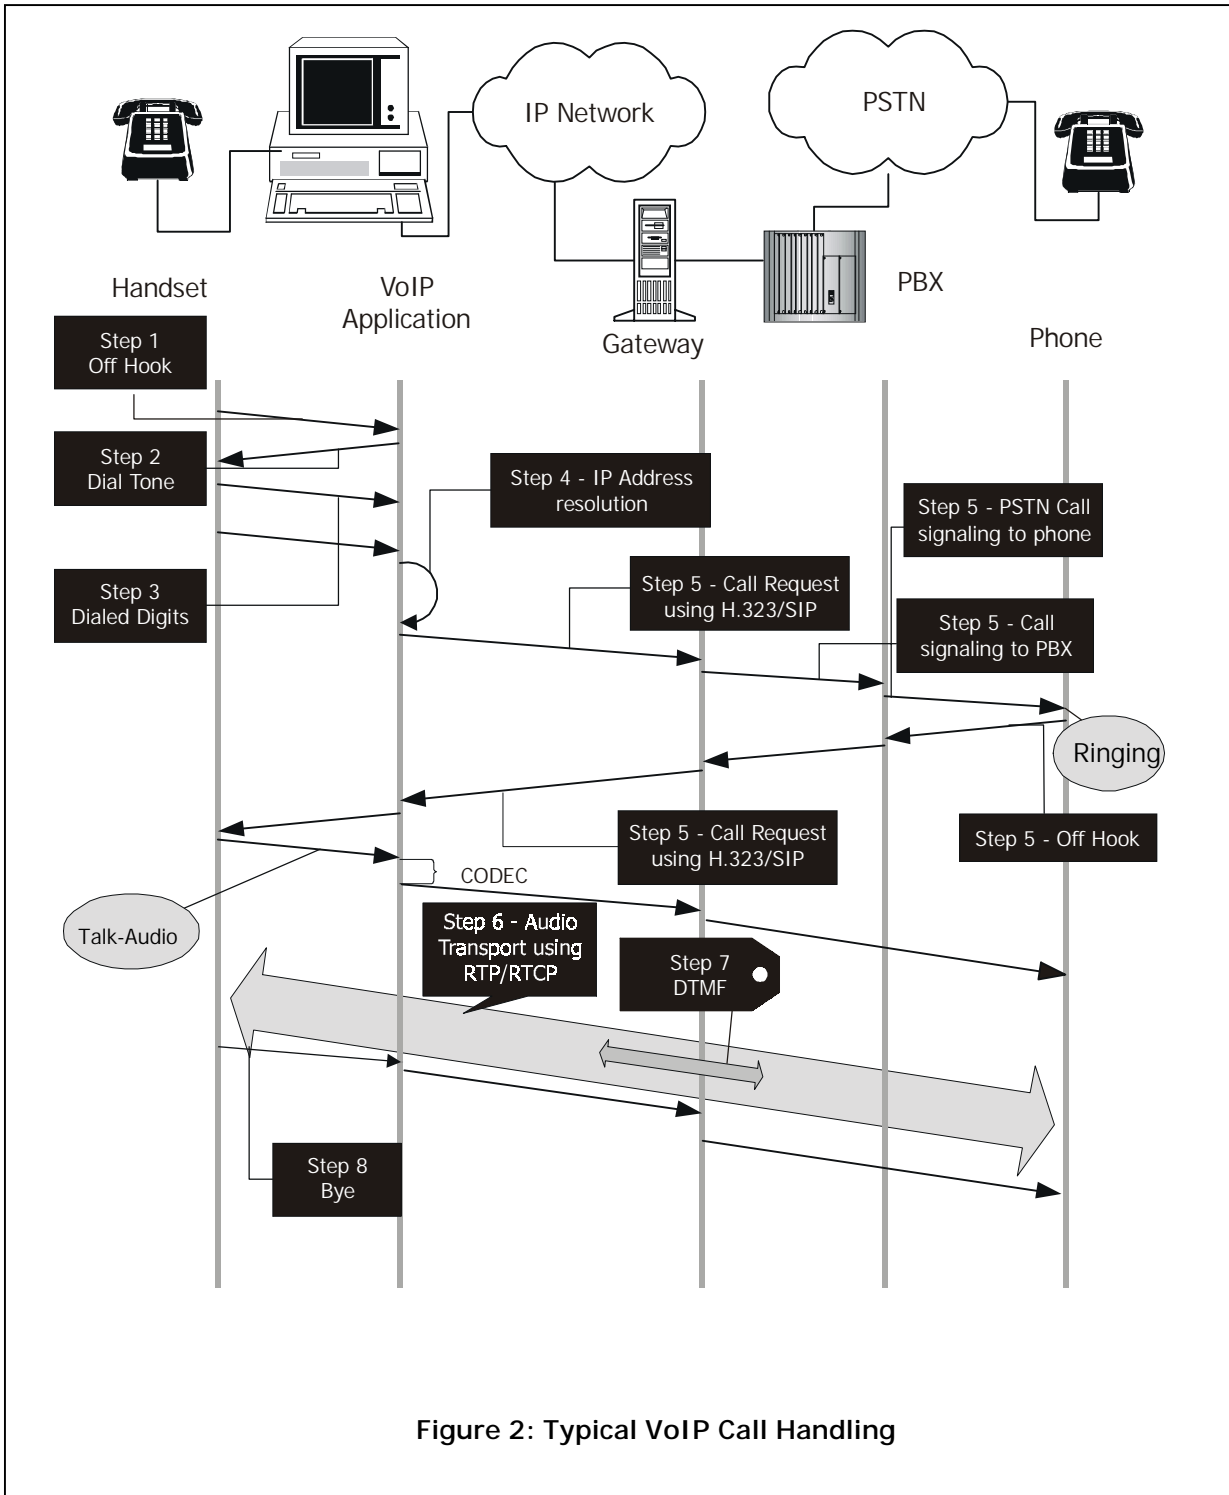 IP Network
PSTN
Handset
VoIP
Application
Gateway
PBX
Phone
Step 1
Off Hook
Step 2
Dial Tone
Step 4 - IP Address
resolution
Step 5 - PSTN Call
signaling to phone
Step 3
Dialed Digits
Step 5 - Call Request
using H.323/SIP
Step 5 - Call
signaling to PBX
Ringing
Step 5 - Call Request
using H.323/SIP
Step 5 - Off Hook
CODEC
Talk-Audio
Step 6 - Audio
Transport using
RTP/RTCP
Step 7
DTMF
Step 8
Bye
Figure 2: Typical VoIP Call Handling